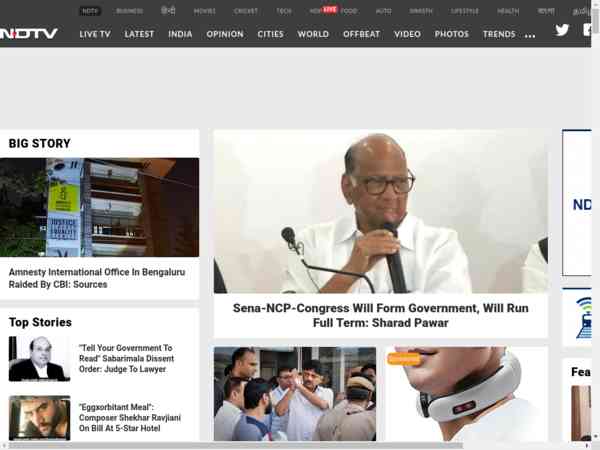 NDTV BUSINESS हिन्दी MOVIES CRICKET TECH LIVE FOOD AUTO SWASTH LIFESTYLE HEALTH বাংলা
NDTV LIVE TV LATEST INDIA OPINION CITIES WORLD OFFBEAT VIDEO PHOTOS TRENDS ...
BIG STORY
JUSTICE
EQUALITY
Amnesty International Office In Bengaluru
Raided By CBI: Sources
Top Stories
"Tell Your Government To
Read" Sabarimala Dissent
Order: Judge To Lawyer
"Eggxorbitant Meal":
Composer Shekhar Ravjiani
On Bill At 5-Star Hotel
Sena-NCP-Congress Will Form Government, Will Run
Full Term: Sharad Pawar
Sponsored
ND
Fea